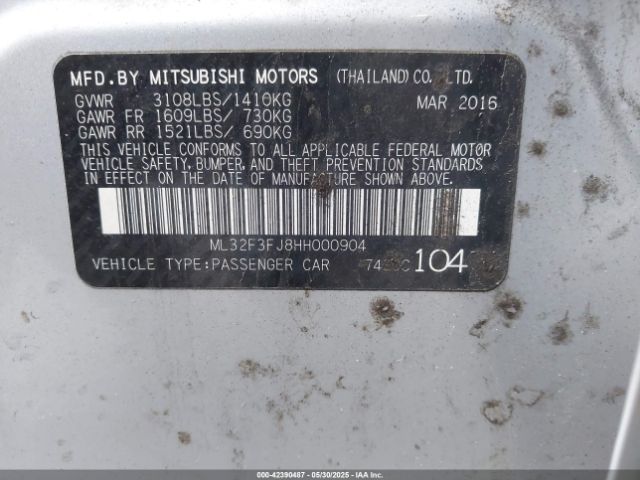 MFD.BY MITSUBISHI MOTORS (THAILAND) CO. LTD.
GVWR 3108LBS/1410KG MAR 2016
GAWR FR 1609LBS/ 730KG
GAWR RR 1521LBS/ 690KG
THIS VEHICLE CONFORMS TO ALL APPLICABLE FEDERAL MOTOR
VEHICLE SAFETY, BUMPER, AND THEFT PREVENTION STANDARDS
IN EFFECT ON THE DATE OF MANUFACTURE SHOWN ABOVE.
ML32F3FJ8HH000904
VEHICLE TYPE:PASSENGER CAR 104
000-42390487 - 05/30/2025 - IAAI.COM